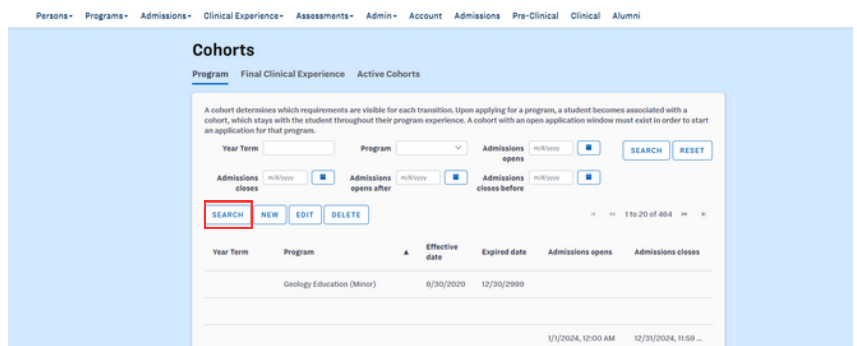 Persons Programs Admissions Clinical Experience Assessments Admin Account Admissions Pre-Clinical Clinical Alumni
Cohorts
Program Final Clinical Experience Active Cohorts
A cohort determines which requirements are visible for each transition. Upon applying for a program, a student becomes associated with a
cohort, which stays with the student throughout their program experience. A cohort with an open application window must exist in order to start
an application for that program.
Year Term Program Admissions opens m/d/yyyy SEARCH RESET
Admissions closes m/d/yyyy Admissions opens after m/d/yyyy Admissions closes before m/d/yyyy
SEARCH NEW EDIT DELETE 1 to 20 of 464
Year Term Program ▲ Effective date Expired date Admissions opens Admissions closes
Geology Education (Minor) 8/30/2020 12/30/2999
1/1/2024, 12:00 AM 12/31/2024, 11:59 ...